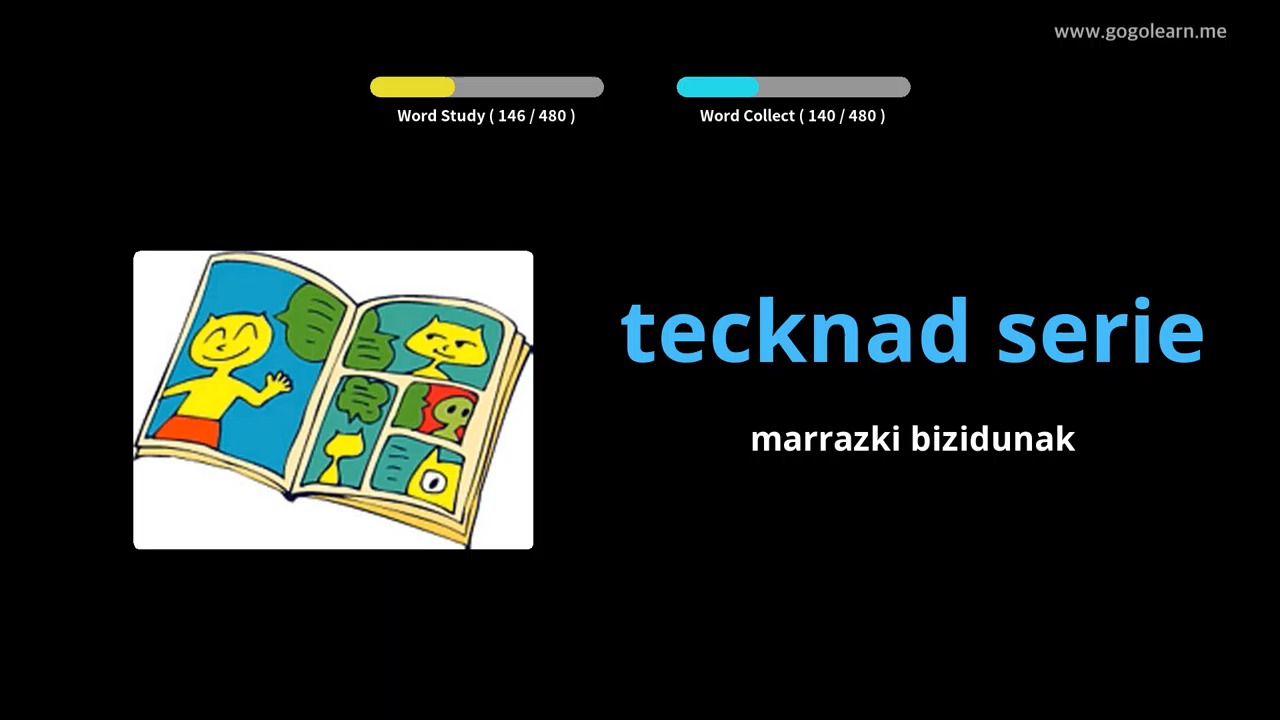 www.gogolearn.me
Word Study ( 146 / 480 )
Word Collect ( 140 / 480 )
tecknad serie
marrazki bizidunak